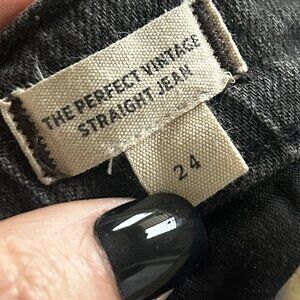 THE PERFECT VINTAGE
STRAIGHT JEAN
24